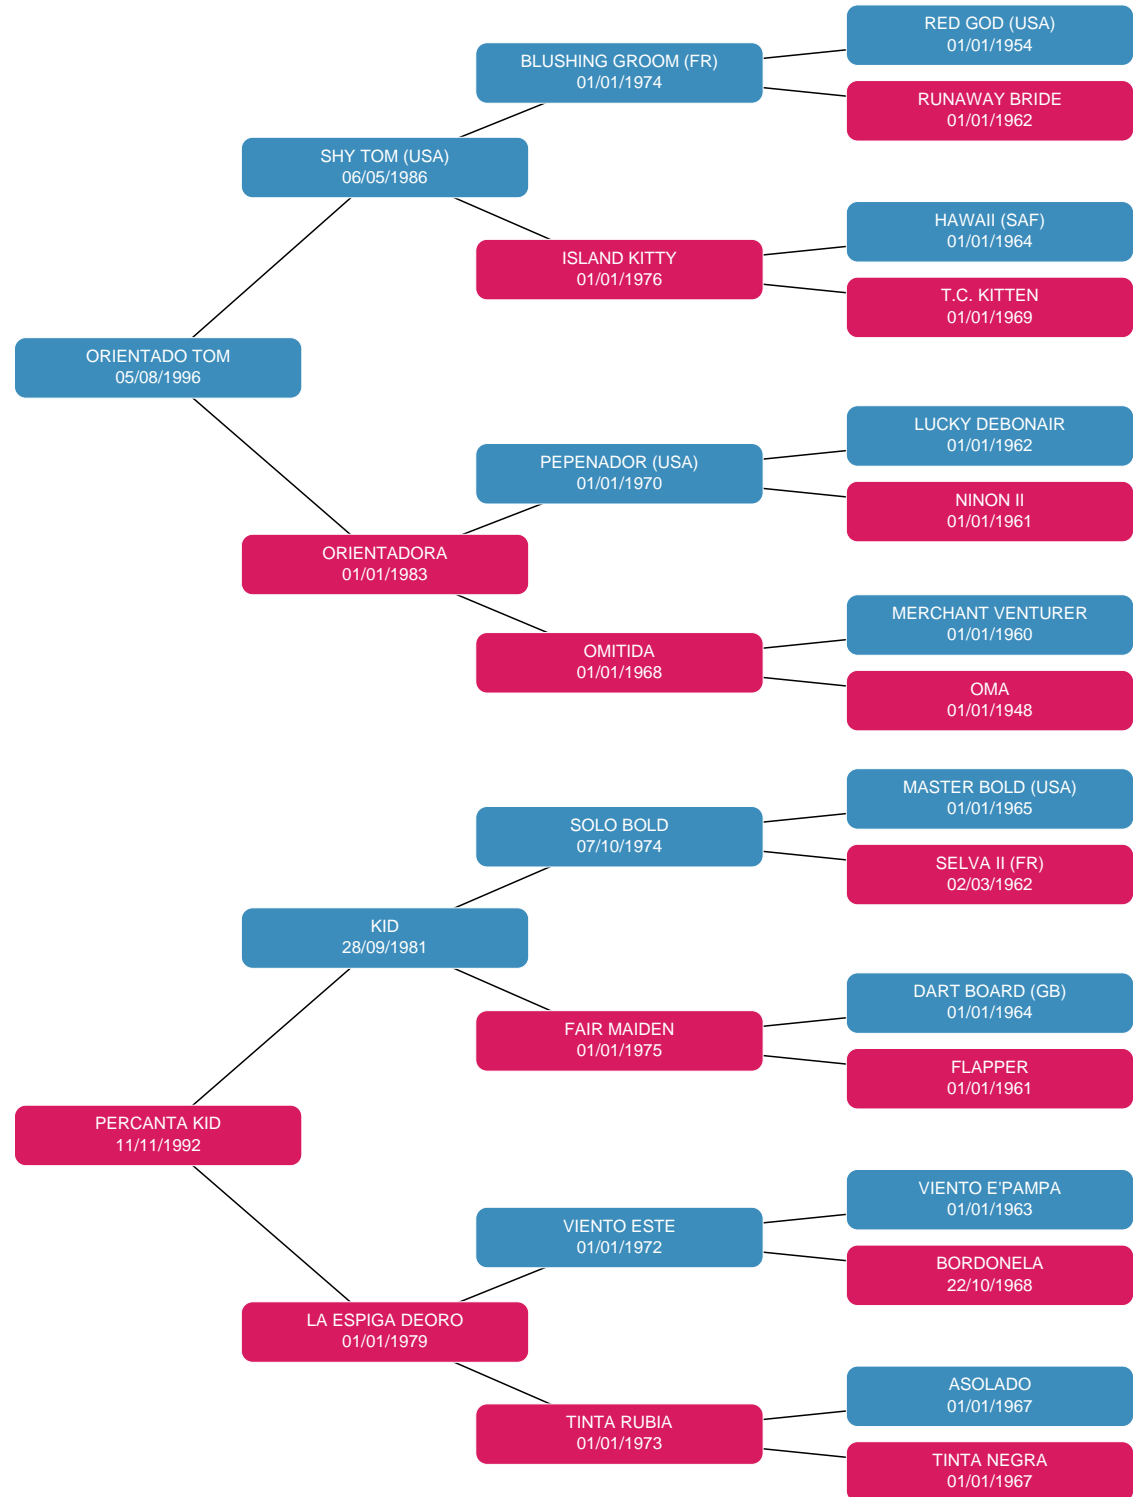 RED GOD (USA)
01/01/1954
BLUSHING GROOM (FR)
01/01/1974
RUNAWAY BRIDE
01/01/1962
SHY TOM (USA)
06/05/1986
HAWAII (SAF)
01/01/1964
ISLAND KITTY
01/01/1976
T.C. KITTEN
01/01/1969
ORIENTADO TOM
05/08/1996
LUCKY DEBONAIR
01/01/1962
PEPENADOR (USA)
01/01/1970
NINON II
01/01/1961
ORIENTADORA
01/01/1983
MERCHANT VENTURER
01/01/1960
OMITIDA
01/01/1968
OMA
01/01/1948
MASTER BOLD (USA)
01/01/1965
SOLO BOLD
07/10/1974
SELVA II (FR)
02/03/1962
KID
28/09/1981
DART BOARD (GB)
01/01/1964
FAIR MAIDEN
01/01/1975
FLAPPER
01/01/1961
PERCANTA KID
11/11/1992
VIENTO E'PAMPA
01/01/1963
VIENTO ESTE
01/01/1972
BORDONELA
22/10/1968
LA ESPIGA DEORO
01/01/1979
ASOLADO
01/01/1967
TINTA RUBIA
01/01/1973
TINTA NEGRA
01/01/1967